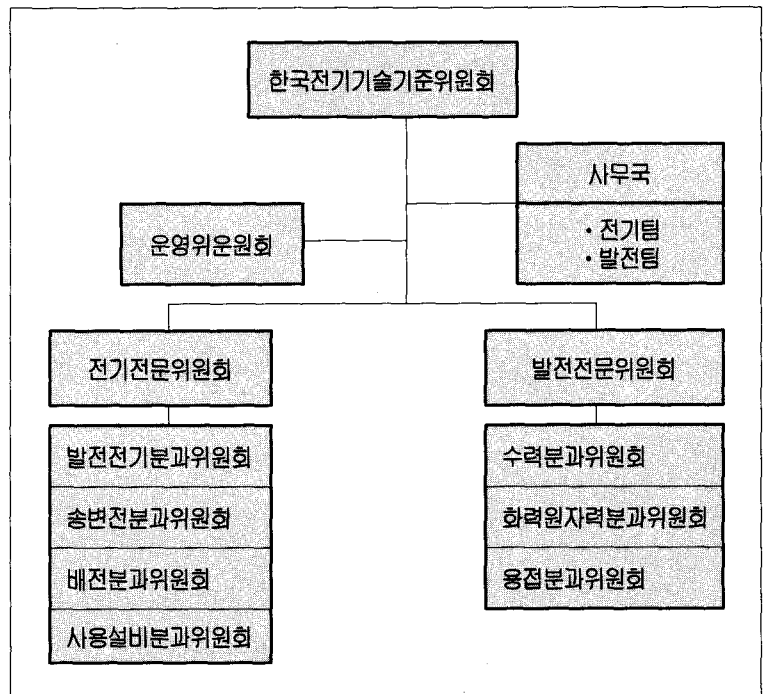 한국전기기술기준위원회
사무국
· 전기팀
· 발전팀
운영위운원회
전기전문위원회
발전전기분과위원회
송변전분과위원회
배전분과위원회
사용설비분과위원회
발전전문위원회
수력분과위원회
화력원자력분과위원회
용접분과위원회